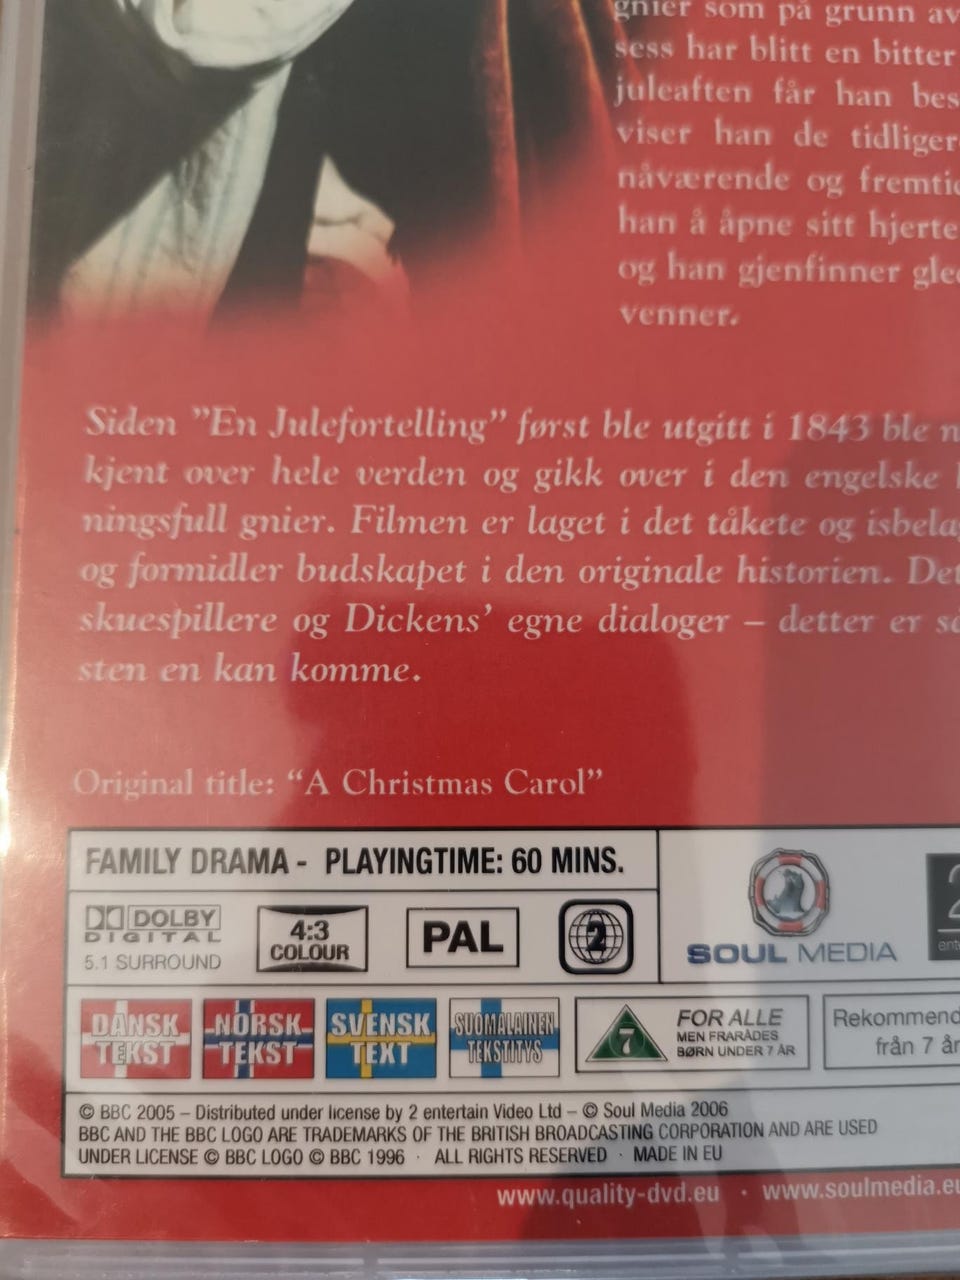 gnier som på grunn av
sess har blitt en bitter
juleaften får han bes
viser han de tidliger
nåværende og fremtid
han å åpne sitt hjerte
og han gjenfinner gled
venner.
Siden "En Julefortelling" først ble utgitt i 1843 ble n
kjent over hele verden og gikk over i den engelske
ningsfull gnier. Filmen er laget i det tåkete og isbelag
og formidler budskapet i den originale historien. Det
skuespillere og Dickens' egne dialoger – detter er så
sten en kan komme.
Original title: "A Christmas Carol"
FAMILY DRAMA - PLAYINGTIME: 60 MINS.
DOLBY
DIGITAL
5.1 SURROUND
4:3
COLOUR
PAL
2
SOUL MEDIA
2
ente
DANSK
TEKST
NORSK
TEKST
SVENSK
TEXT
SUOMALAINEN
TEKSTITYS
7
FOR ALLE
MEN FRARÅDES
BØRN UNDER 7 ÅR
Rekommend
från 7 år
© BBC 2005 – Distributed under license by 2 entertain Video Ltd – © Soul Media 2006
BBC AND THE BBC LOGO ARE TRADEMARKS OF THE BRITISH BROADCASTING CORPORATION AND ARE USED
UNDER LICENSE © BBC LOGO © BBC 1996 · ALL RIGHTS RESERVED · MADE IN EU
www.quality-dvd.eu · www.soulmedia.eu